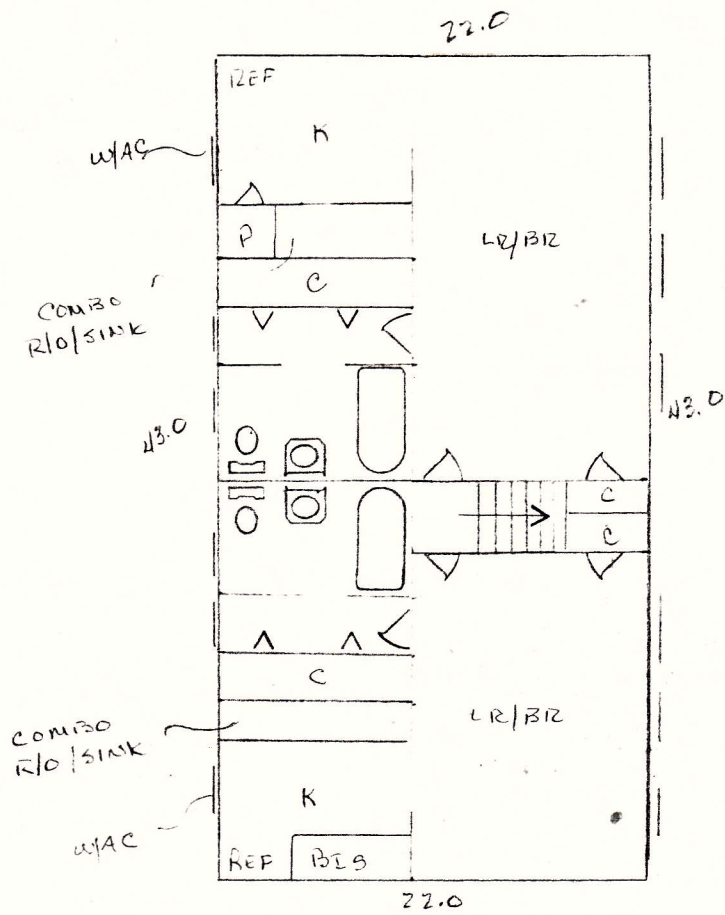 22.0
REF
K
W/AC
P
LR/BR
C
COMBO
R/O/SINK
43.0
43.0
C
C
C
LR/BR
COMBO
R/O/SINK
K
W/AC
REF
BIS
22.0